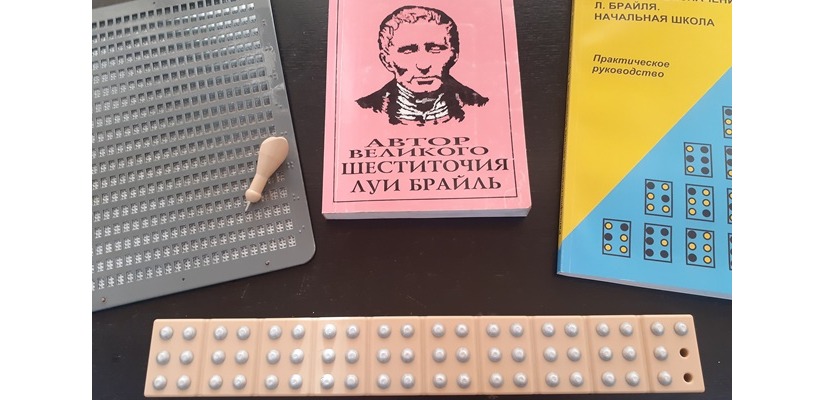 АВТОР
ВЕЛИКОГО
ШЕСТИТОЧИЯ
ЛУИ БРАЙЛЬ
Л. БРАЙЛЯ.
НАЧАЛЬНАЯ ШКОЛА
Практическое
руководство